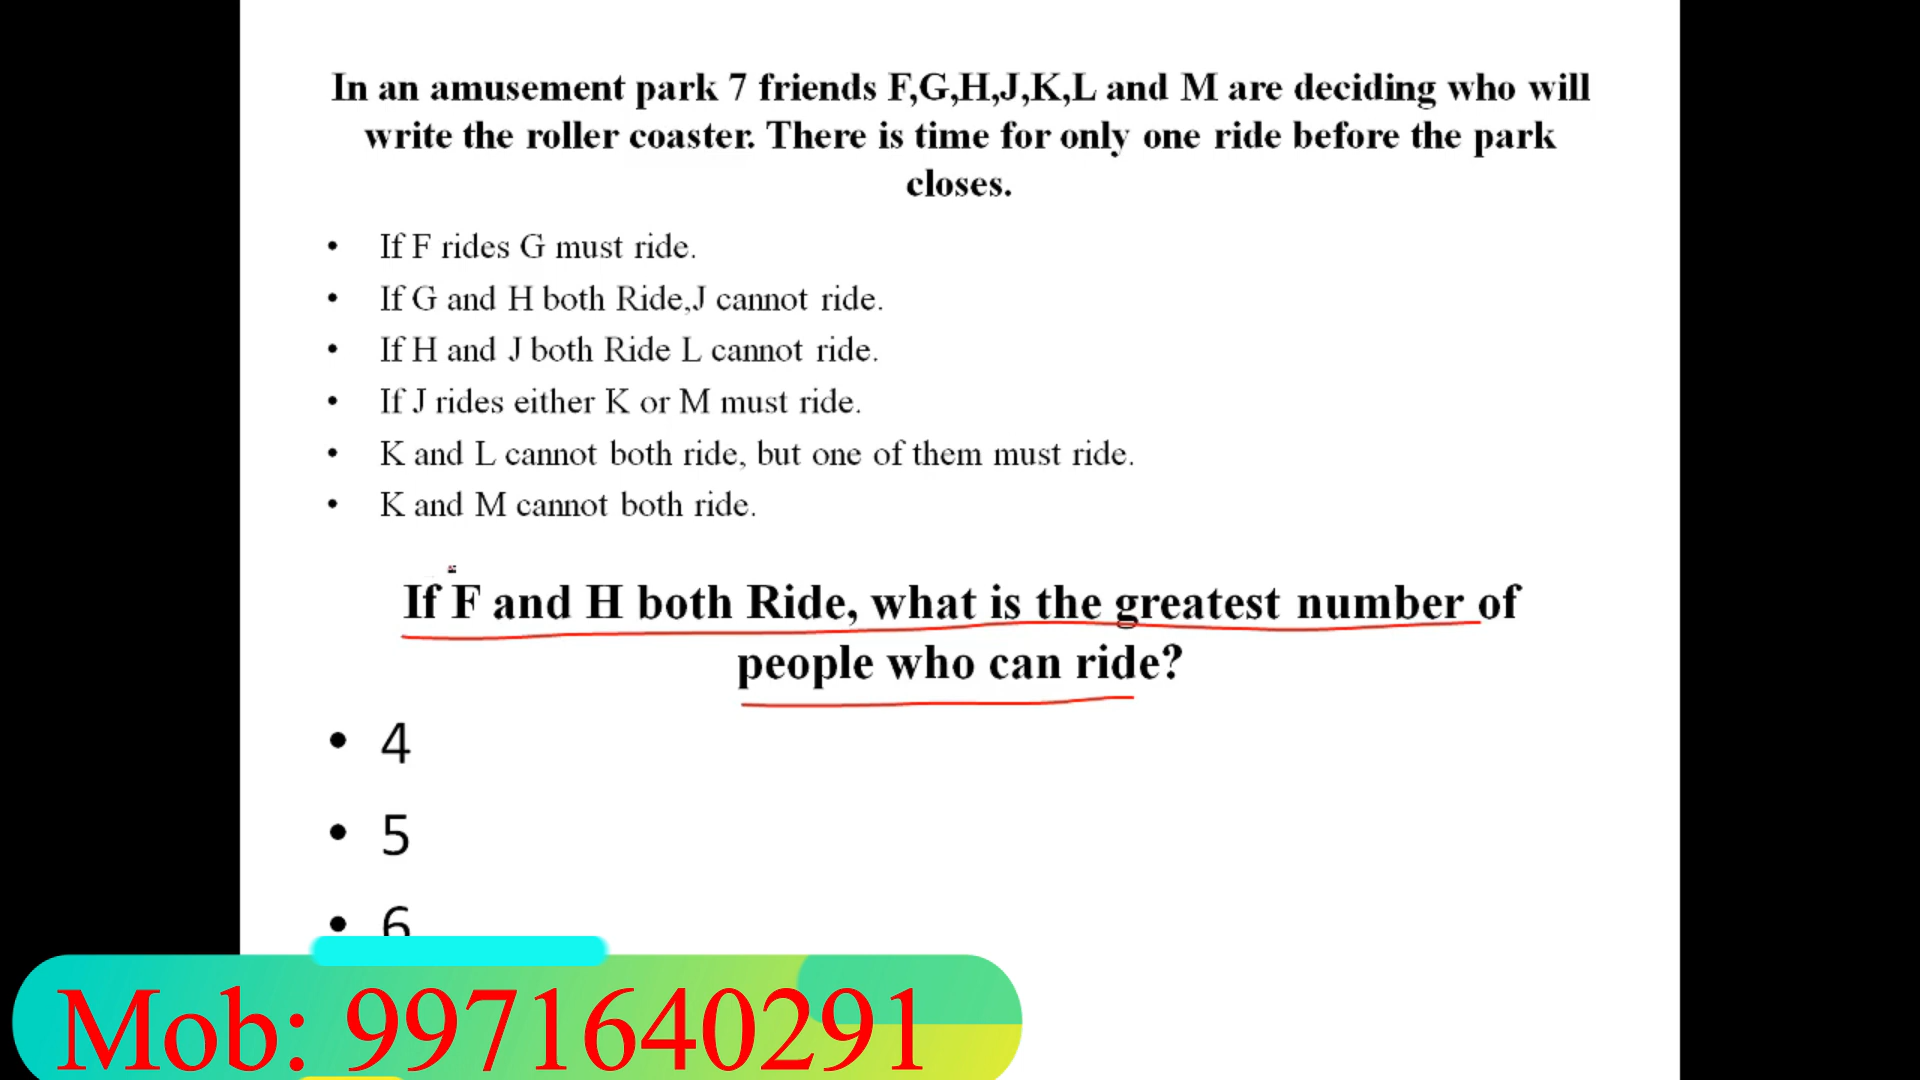 In an amusement park 7 friends F,G,H,J,K,L and M are deciding who will
write the roller coaster. There is time for only one ride before the park
closes.
• If F rides G must ride.
• If G and H both Ride,J cannot ride.
• If H and J both Ride L cannot ride.
• If J rides either K or M must ride.
• K and L cannot both ride, but one of them must ride.
• K and M cannot both ride.
If F and H both Ride, what is the greatest number of
people who can ride?
• 4
• 5
• 6
Mob: 9971640291